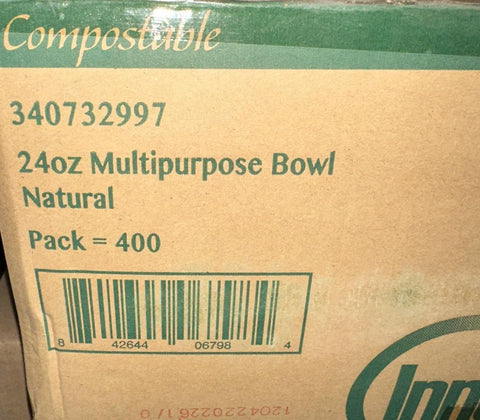 Compostable
340732997
24oz Multipurpose Bowl
Natural
Pack = 400
8 42644 06798 4